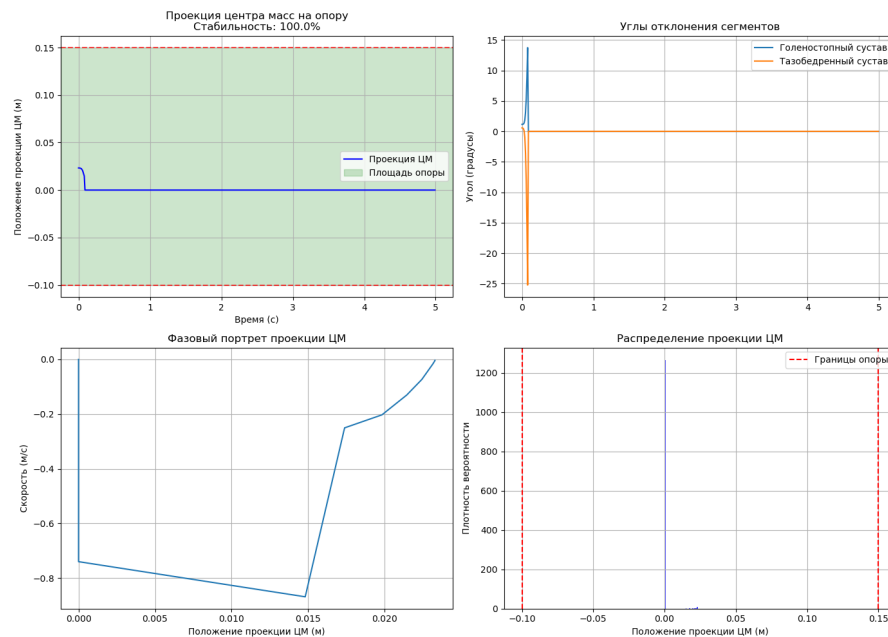 Проекция центра масс на опору
Стабильность: 100.0%
Положение проекции ЦМ (м)
0.15
0.10
0.05
0.00
−0.05
−0.10
Проекция ЦМ
Площадь опоры
0 1 2 3 4 5
Время (с)
Углы отклонения сегментов
Угол (градусы)
15
10
5
0
−5
−10
−15
−20
−25
Голеностопный сустав
Тазобедренный сустав
0 1 2 3 4 5
Фазовый портрет проекции ЦМ
Скорость (м/с)
0.0
−0.2
−0.4
−0.6
−0.8
0.000 0.005 0.010 0.015 0.020
Положение проекции ЦМ (м)
Распределение проекции ЦМ
Плотность вероятности
1200
1000
800
600
400
200
0
Границы опоры
−0.10 −0.05 0.00 0.05 0.10 0.15
Положение проекции ЦМ (м)